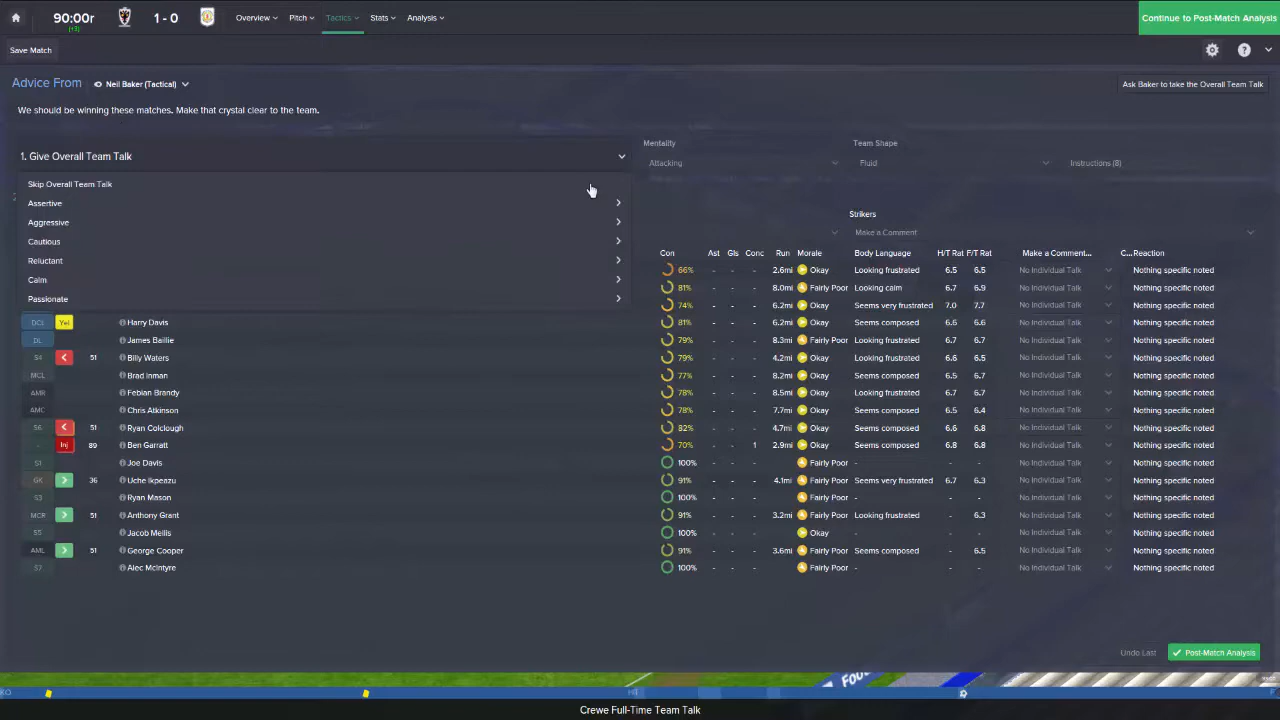 90:00r
(+3)
1 - 0
Overview
Pitch
Tactics
Stats
Analysis
Continue to Post-Match Analysis
Save Match
Advice From
Neil Baker (Tactical)
Ask Baker to take the Overall Team Talk
We should be winning these matches. Make that crystal clear to the team.
1. Give Overall Team Talk
Skip Overall Team Talk
Assertive
Aggressive
Cautious
Reluctant
Calm
Passionate
Mentality
Attacking
Team Shape
Fluid
Instructions (8)
Strikers
Make a Comment
Con Ast Gls Conc Run Morale Body Language H/T Rat F/T Rat Make a Comment... C... Reaction
66% - - - 2.6mi Okay Looking frustrated 6.5 6.5 No Individual Talk Nothing specific noted
81% - - - 8.0mi Fairly Poor Looking calm 6.7 6.9 No Individual Talk Nothing specific noted
74% - - - 6.2mi Okay Seems very frustrated 7.0 7.7 No Individual Talk Nothing specific noted
DCL Yel Harry Davis 81% - - - 6.2mi Okay Seems composed 6.6 6.6 No Individual Talk Nothing specific noted
DL James Baillie 79% - - - 8.3mi Fairly Poor Looking frustrated 6.7 6.7 No Individual Talk Nothing specific noted
S4 51 Billy Waters 79% - - - 4.2mi Okay Looking frustrated 6.6 6.5 No Individual Talk Nothing specific noted
MCL Brad Inman 77% - - - 8.2mi Okay Seems composed 6.5 6.7 No Individual Talk Nothing specific noted
AMR Febian Brandy 78% - - - 8.5mi Okay Looking frustrated 6.7 6.7 No Individual Talk Nothing specific noted
AMC Chris Atkinson 78% - - - 7.7mi Okay Seems composed 6.5 6.4 No Individual Talk Nothing specific noted
S6 51 Ryan Colclough 82% - - - 4.7mi Okay Seems composed 6.6 6.8 No Individual Talk Nothing specific noted
- Inj 89 Ben Garratt 70% - - 1 2.9mi Okay Seems composed 6.8 6.8 No Individual Talk Nothing specific noted
S1 Joe Davis 100% - - - Fairly Poor - - - No Individual Talk Nothing specific noted
GK 36 Uche Ikpeazu 91% - - - 4.1mi Fairly Poor Seems very frustrated 6.7 6.3 No Individual Talk Nothing specific noted
S3 Ryan Mason 100% - - - Fairly Poor - - - No Individual Talk Nothing specific noted
MCR 51 Anthony Grant 91% - - - 3.2mi Fairly Poor Looking frustrated - 6.3 No Individual Talk Nothing specific noted
S5 Jacob Mellis 100% - - - Okay - - - No Individual Talk Nothing specific noted
AML 51 George Cooper 91% - - - 3.6mi Fairly Poor Seems composed - 6.5 No Individual Talk Nothing specific noted
S7 Alec McIntyre 100% - - - Fairly Poor - - - No Individual Talk Nothing specific noted
Undo Last
Post-Match Analysis
KO
Crewe Full-Time Team Talk